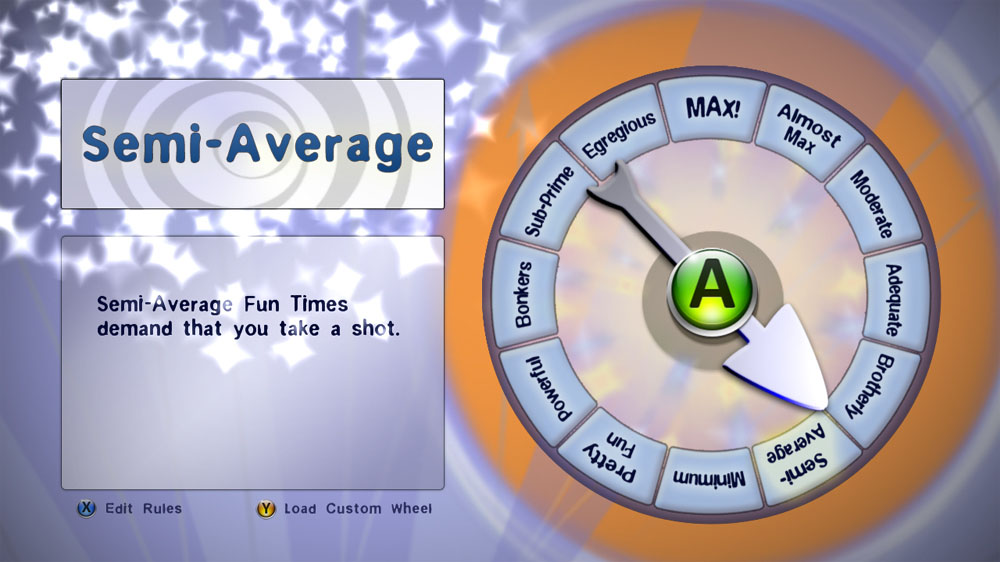 Semi-Average
Semi-Average Fun Times
demand that you take a shot.
X Edit Rules
Y Load Custom Wheel
MAX!
Almost
Max
Moderate
Adequate
Brotherly
Semi-
Average
Minimum
Pretty
Fun
Powerful
Bonkers
Sub-Prime
Egregious
A